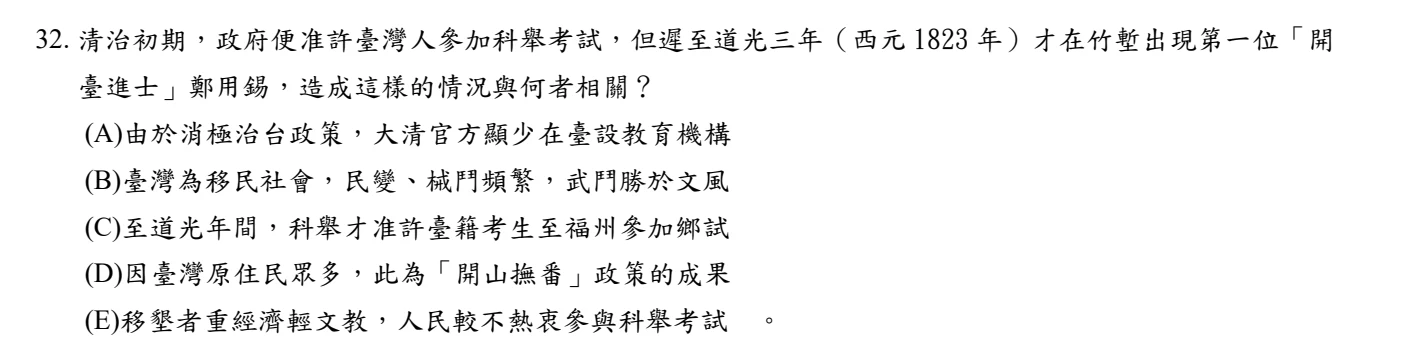 32. 清治初期，政府便准許臺灣人參加科舉考試，但遲至道光三年（西元 1823 年）才在竹塹出現第一位「開
臺進士」鄭用錫，造成這樣的情況與何者相關？
(A)由於消極治台政策，大清官方顯少在臺設教育機構
(B)臺灣為移民社會，民變、械鬥頻繁，武鬥勝於文風
(C)至道光年間，科舉才准許臺籍考生至福州參加鄉試
(D)因臺灣原住民眾多，此為「開山撫番」政策的成果
(E)移墾者重經濟輕文教，人民較不熱衷參與科舉考試　。